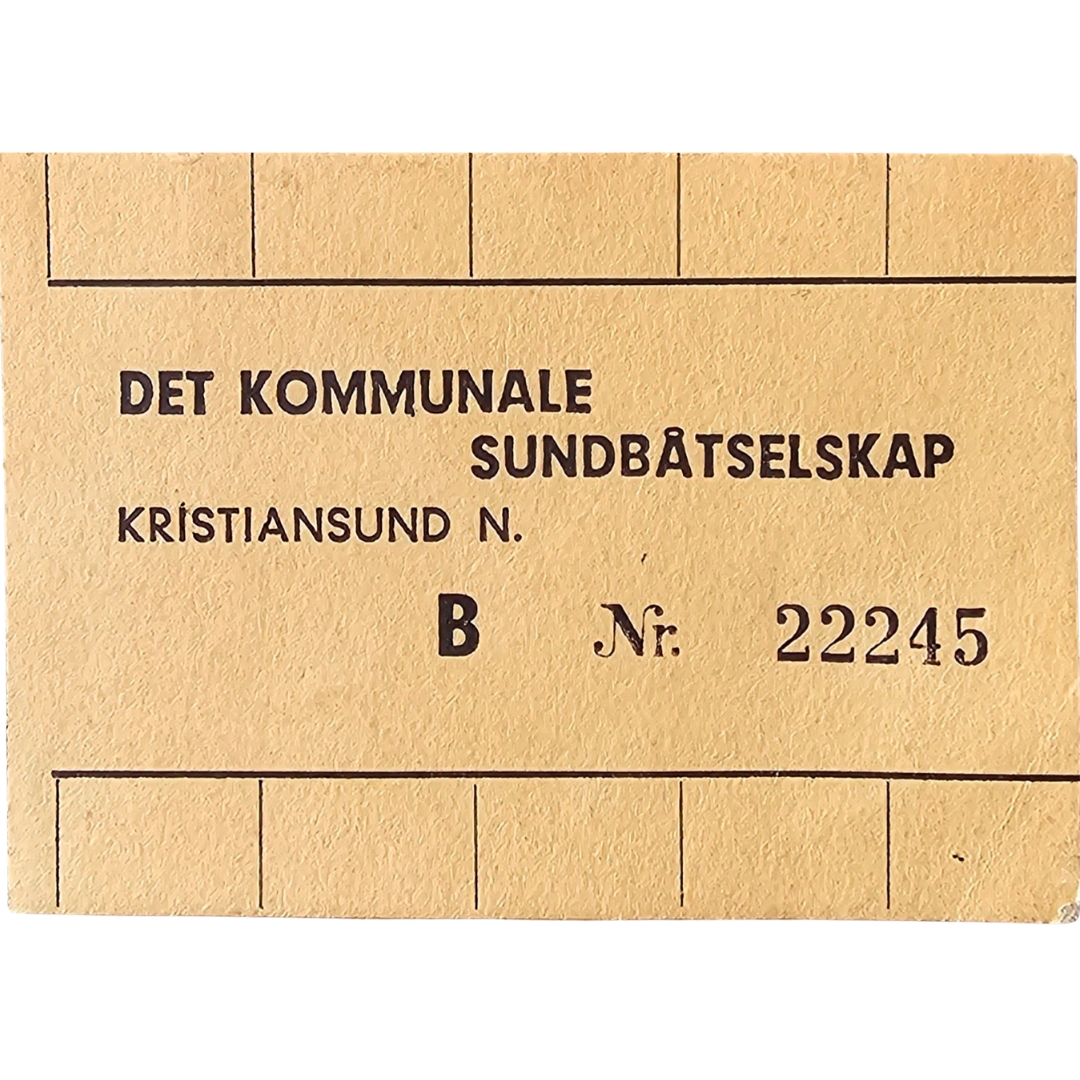 DET KOMMUNALE
SUNDBÅTSELSKAP
KRISTIANSUND N.
B Nr. 22245